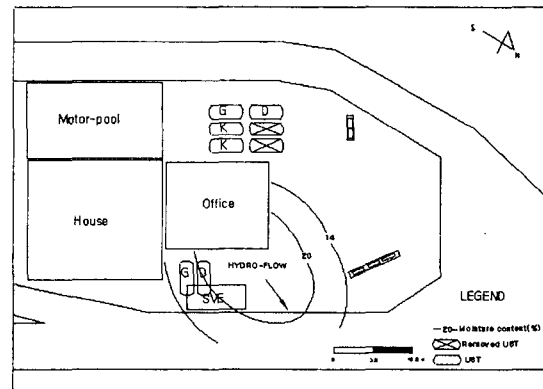 S
N
G D
Motor-pool
K
K
Office
14
House
20
HYDRO-FLOW
G D
SVE
LEGEND
—20— Moisture content(%)
Removed UST
UST